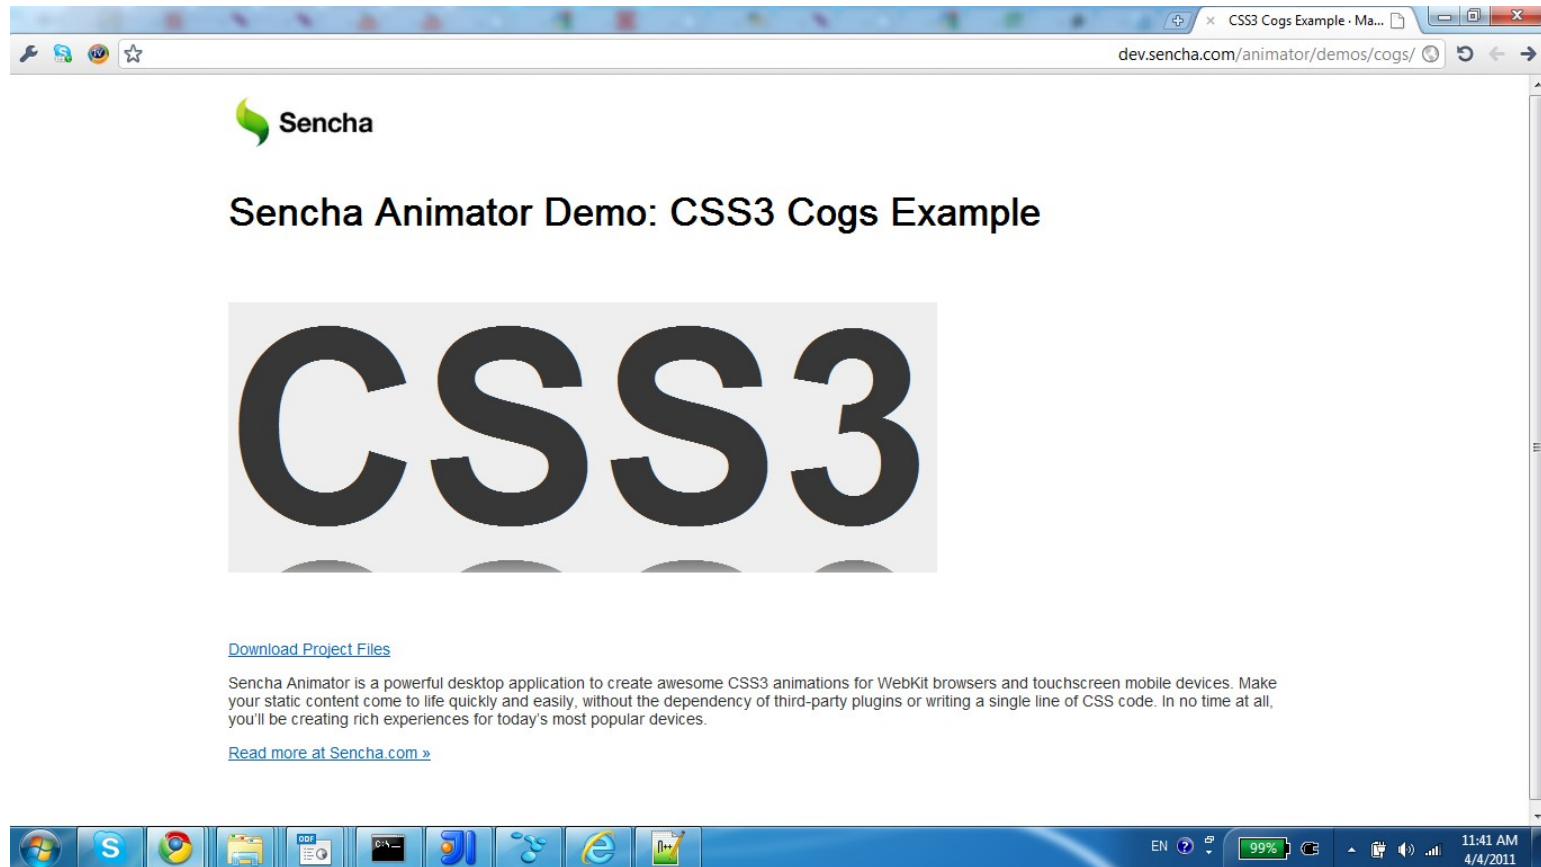 CSS3 Cogs Example · Ma...
dev.sencha.com/animator/demos/cogs/
Sencha
Sencha Animator Demo: CSS3 Cogs Example
CSS3
Download Project Files
Sencha Animator is a powerful desktop application to create awesome CSS3 animations for WebKit browsers and touchscreen mobile devices. Make
your static content come to life quickly and easily, without the dependency of third-party plugins or writing a single line of CSS code. In no time at all,
you'll be creating rich experiences for today's most popular devices.
Read more at Sencha.com »
ODF
C:\_
EN
99%
11:41 AM
4/4/2011